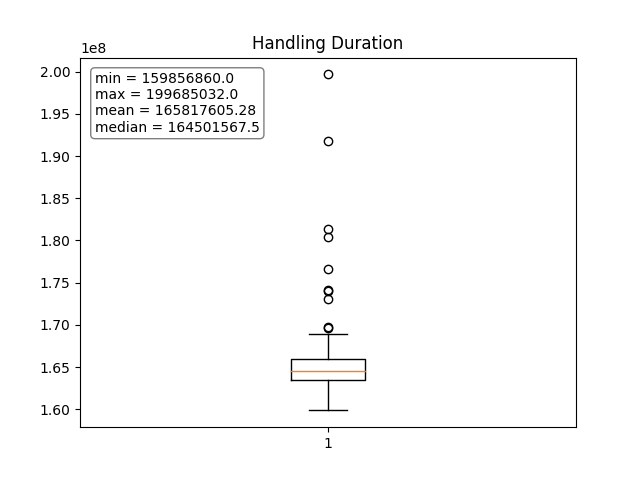 Handling Duration
1e8
min = 159856860.0
max = 199685032.0
mean = 165817605.28
median = 164501567.5
2.00
1.95
1.90
1.85
1.80
1.75
1.70
1.65
1.60
1